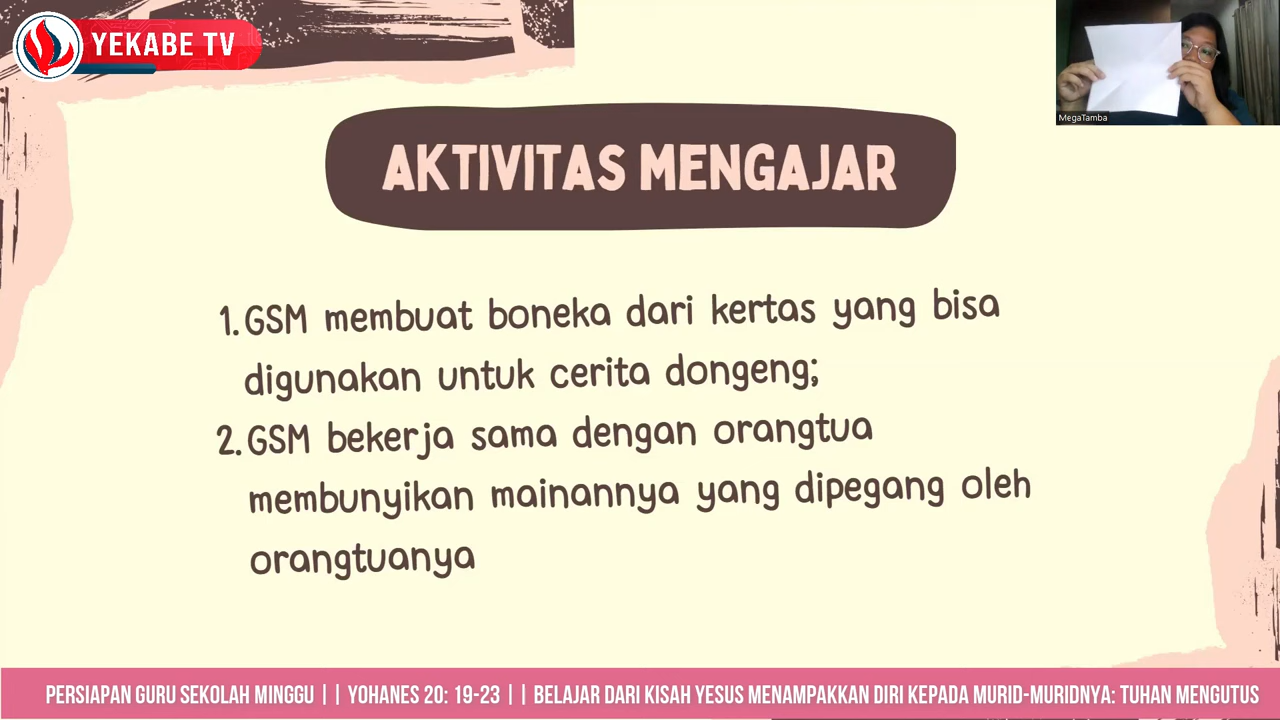 YEKABE TV
MegaTamba
AKTIVITAS MENGAJAR
1. GSM membuat boneka dari kertas yang bisa
digunakan untuk cerita dongeng;
2. GSM bekerja sama dengan orangtua
membunyikan mainannya yang dipegang oleh
orangtuanya
PERSIAPAN GURU SEKOLAH MINGGU || YOHANES 20: 19-23 || BELAJAR DARI KISAH YESUS MENAMPAKKAN DIRI KEPADA MURID-MURIDNYA: TUHAN MENGUTUS